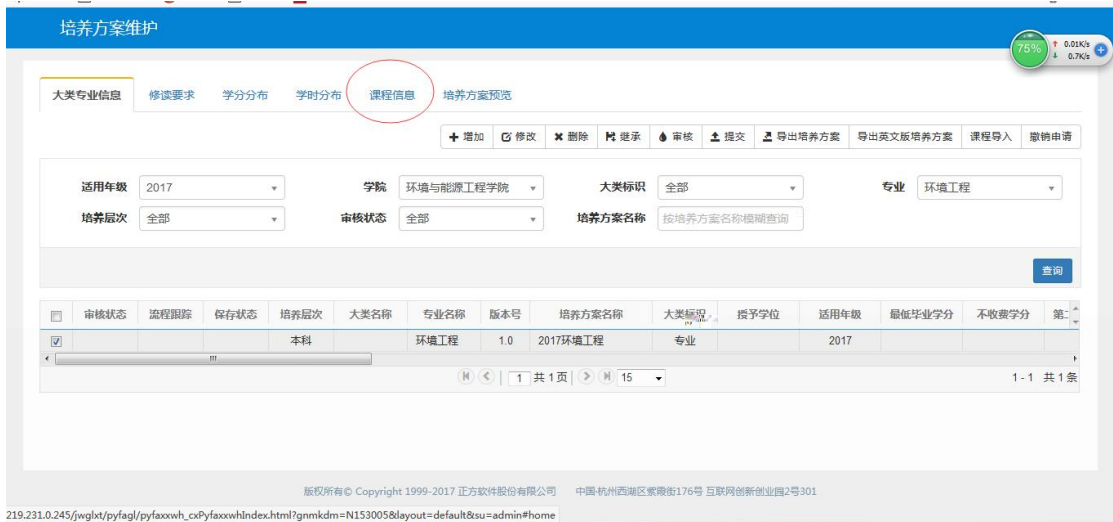 培养方案维护
75% 0.01K/s
0.7K/s
大类专业信息 修读要求 学分分布 学时分布 课程信息 培养方案预览
增加 修改 删除 继承 审核 提交 导出培养方案 导出英文版培养方案 课程导入 撤销申请
适用年级 2017 学院 环境与能源工程学院 大类标识 全部 专业 环境工程
培养层次 全部 审核状态 全部 培养方案名称 按培养方案名称模糊查询
查询
审核状态 流程跟踪 保存状态 培养层次 大类名称 专业名称 版本号 培养方案名称 大类标识 授予学位 适用年级 最低毕业学分 不收费学分 第二
本科 环境工程 1.0 2017环境工程 专业 2017
1 共1页 15 1 - 1 共1条
版权所有© Copyright 1999-2017 正方软件股份有限公司 中国·杭州西湖区紫霞街176号 互联网创新创业园2号301
219.231.0.245/jwglxt/pyfagl/pyfaxxwh_cxPyfaxxwhIndex.html?gnmkdm=N153005&layout=default&su=admin#home